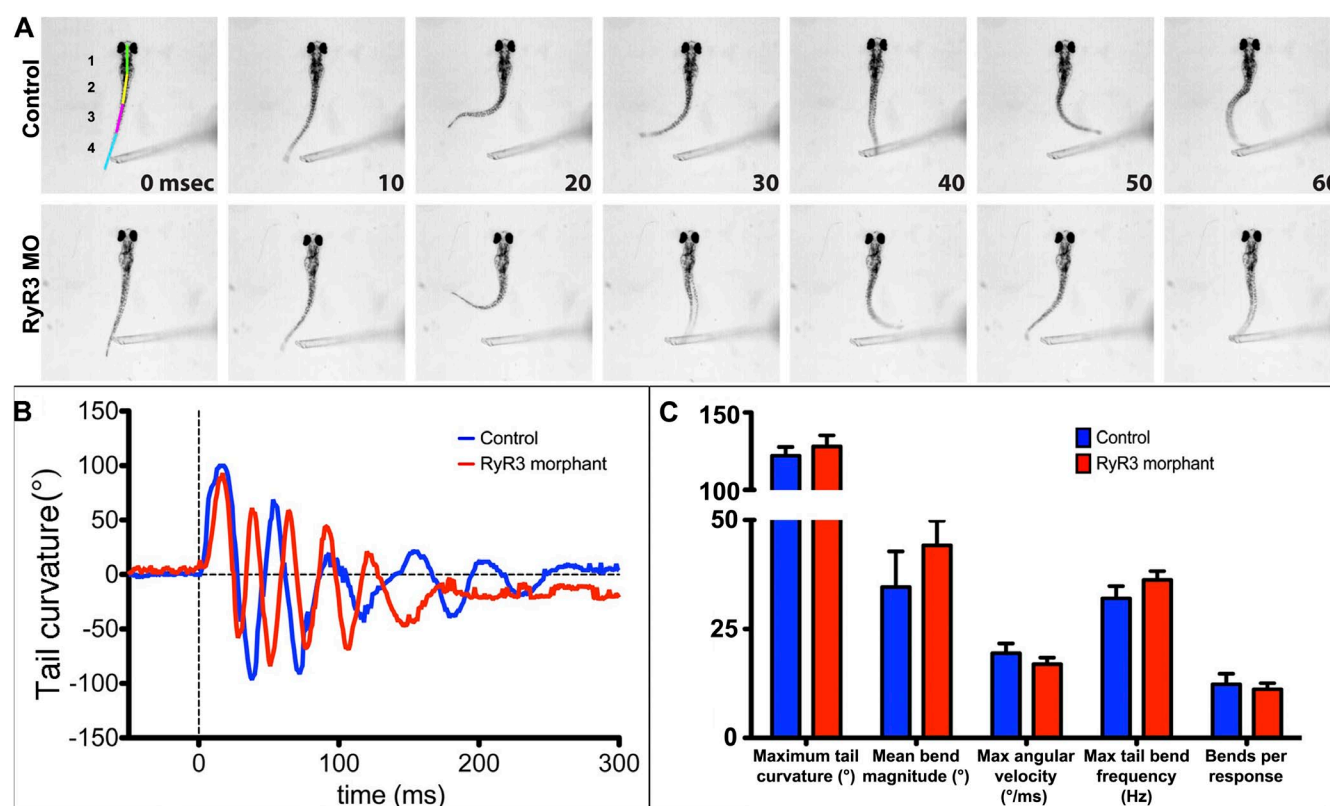 A
Control
1
2
3
4
0 msec
10
20
30
40
50
60
RyR3 MO
B
150
100
50
0
-50
-100
-150
Tail curvature(°)
Control
RyR3 morphant
0
100
200
300
time (ms)
C
150
100
50
25
0
Control
RyR3 morphant
Maximum tail
curvature (°)
Mean bend
magnitude (°)
Max angular
velocity
(°/ms)
Max tail bend
frequency
(Hz)
Bends per
response